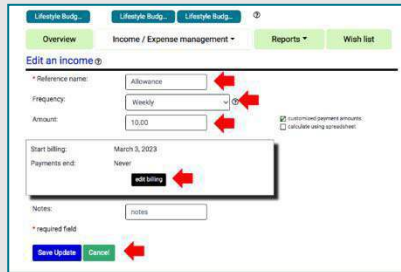 Lifestyle Budg... Lifestyle Budg... Lifestyle Budg...
Overview Income / Expense management Reports Wish list
Edit an income
* Reference name: Allowance
Frequency: Weekly
Amount: 10.00
customized payment amounts.
calculate using spreadsheet.
Start billing: March 3, 2023
Payments end: Never
edit billing
Notes: notes
* required field
Save Update Cancel